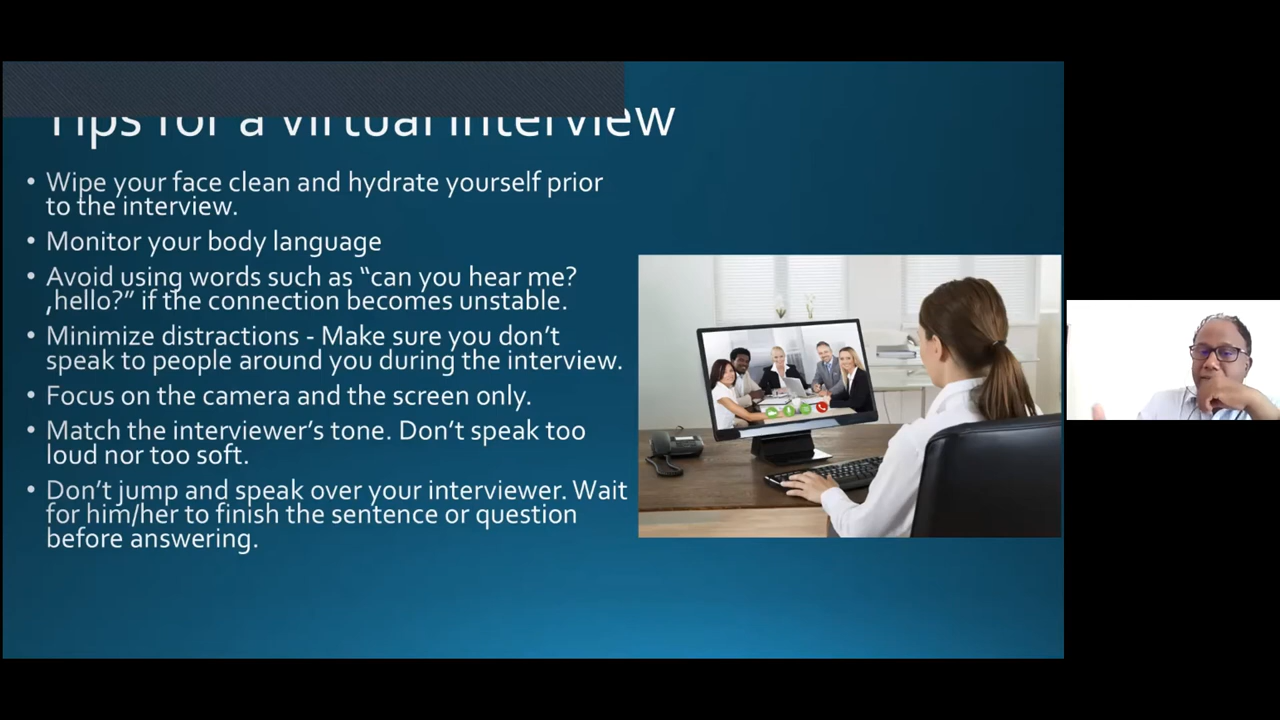 Tips for a virtual interview
• Wipe your face clean and hydrate yourself prior
to the interview.
• Monitor your body language
• Avoid using words such as “can you hear me?
,hello?” if the connection becomes unstable.
• Minimize distractions - Make sure you don’t
speak to people around you during the interview.
• Focus on the camera and the screen only.
• Match the interviewer’s tone. Don’t speak too
loud nor too soft.
• Don’t jump and speak over your interviewer. Wait
for him/her to finish the sentence or question
before answering.